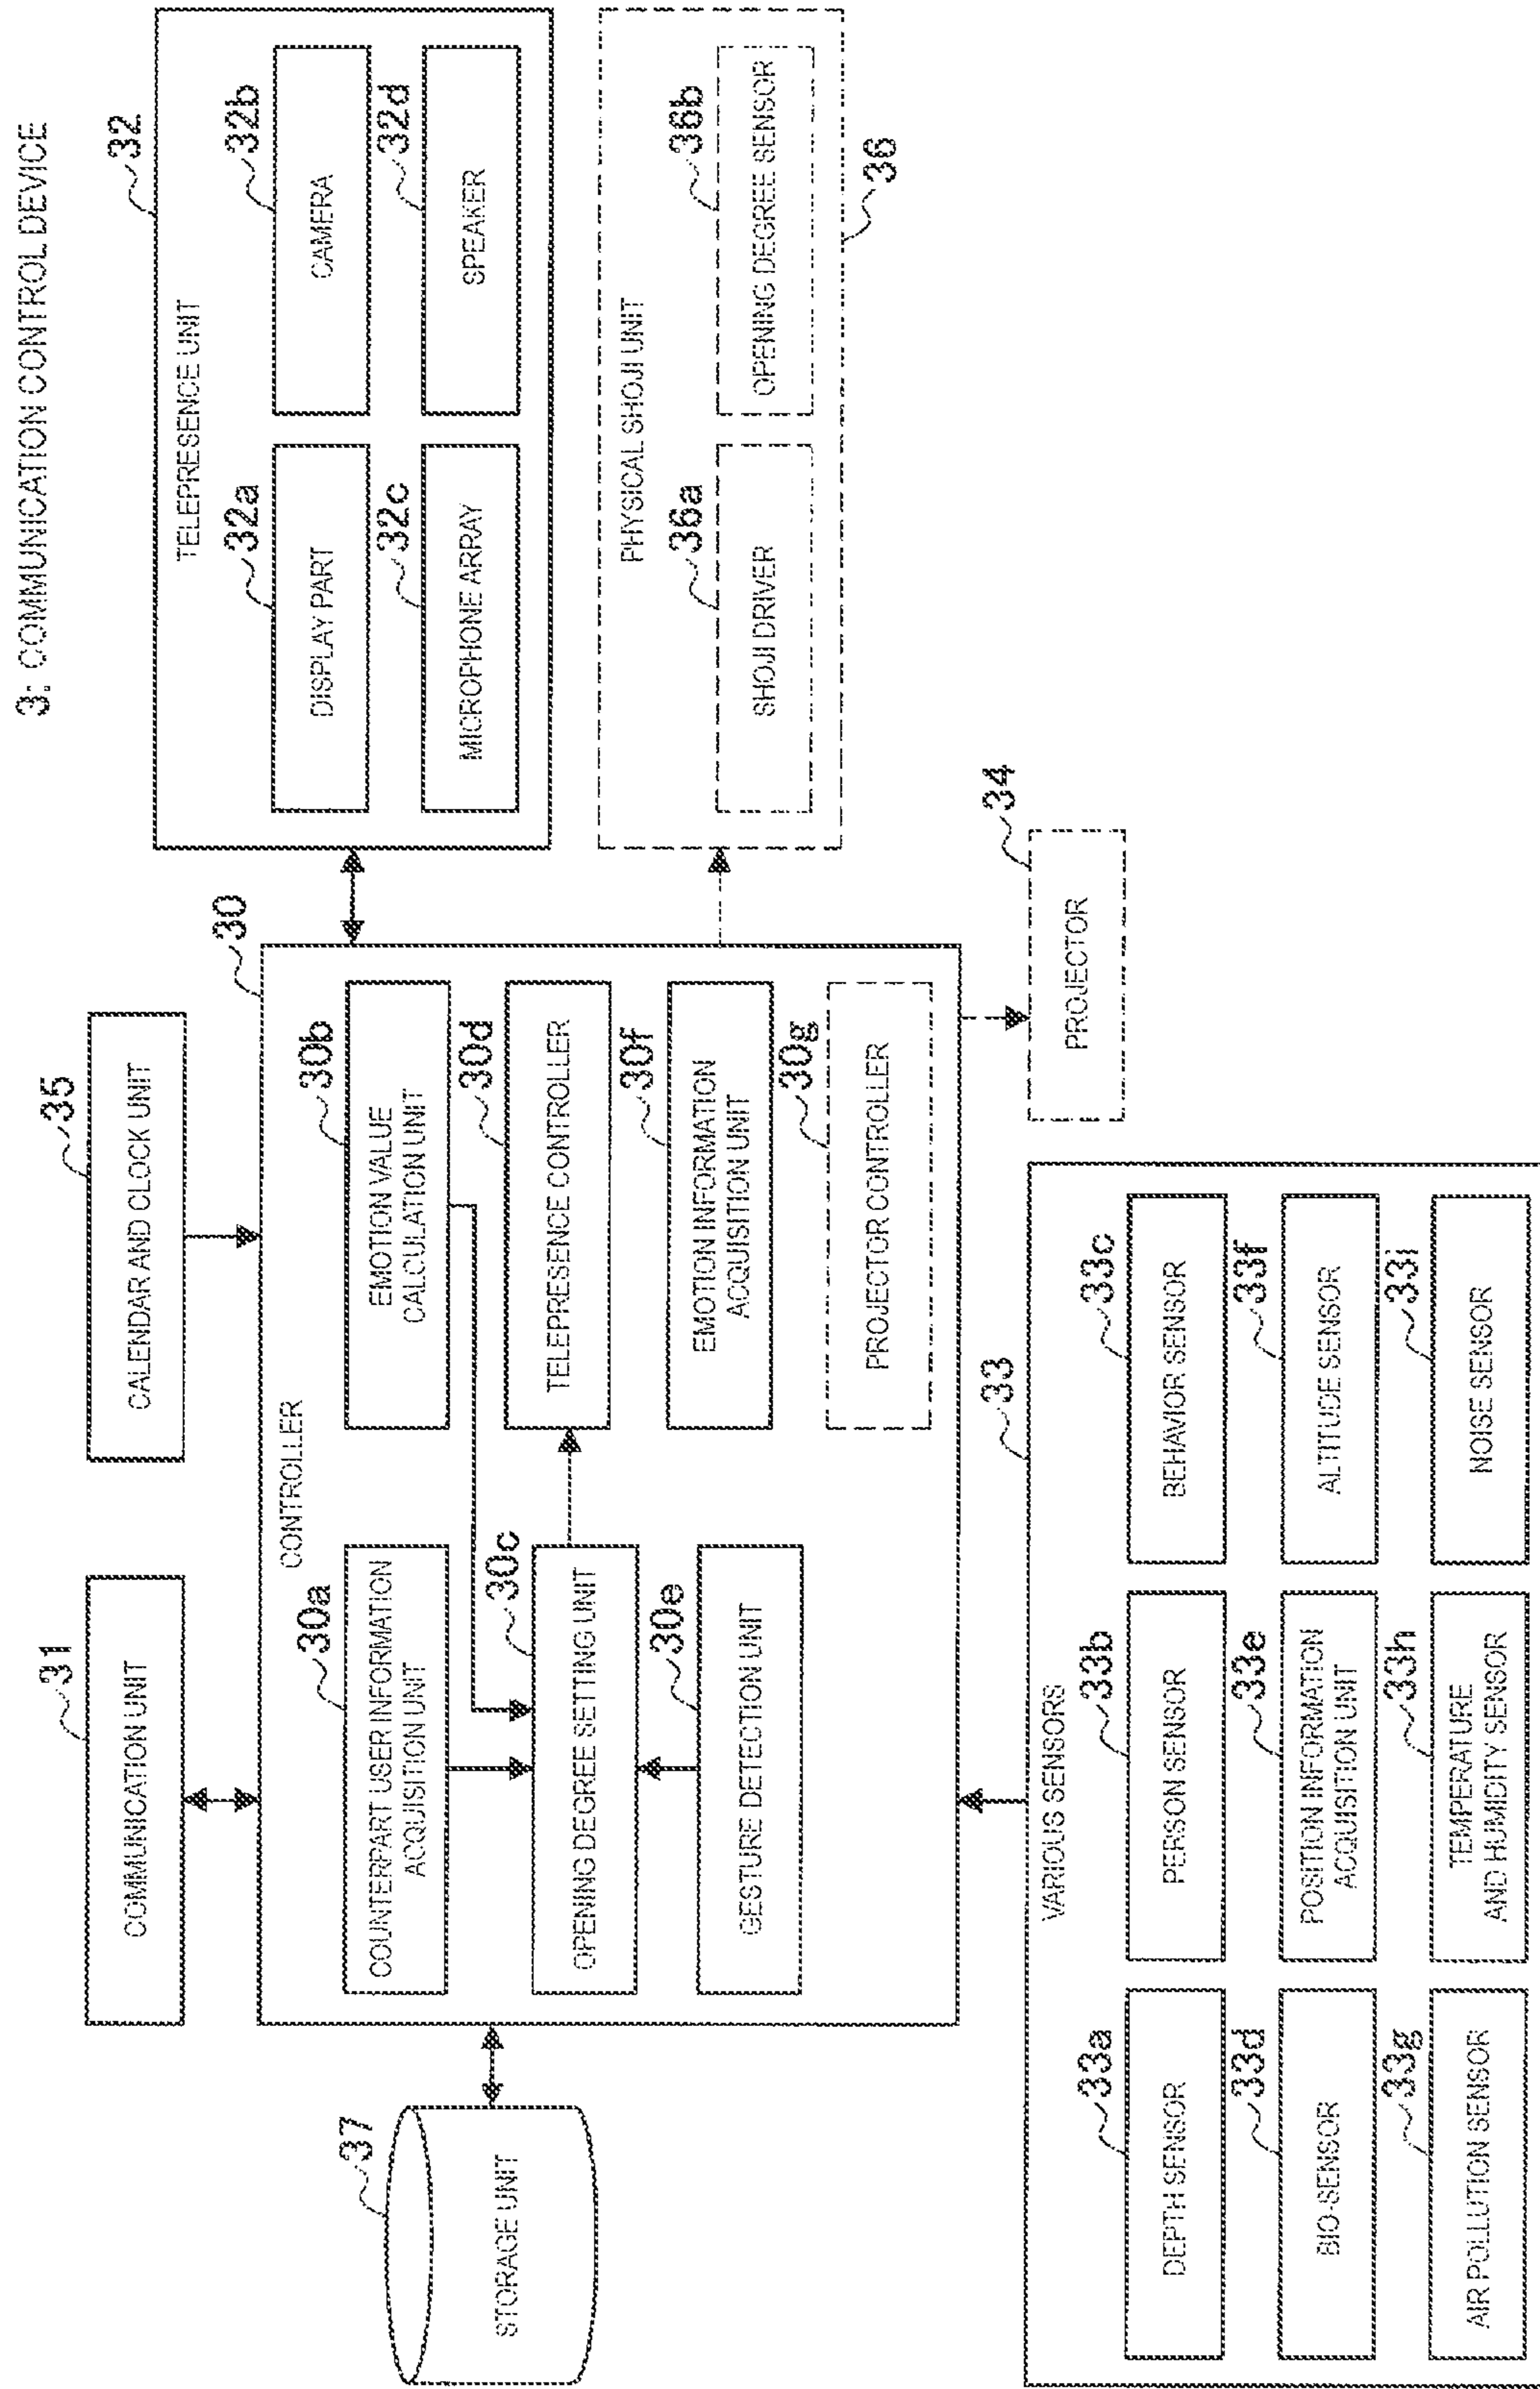 3: COMMUNICATION CONTROL DEVICE
31
COMMUNICATION UNIT
35
CALENDAR AND CLOCK UNIT
37
STORAGE UNIT
30
CONTROLLER
30a
COUNTERPART USER INFORMATION
ACQUISITION UNIT
30b
EMOTION VALUE
CALCULATION UNIT
30c
OPENING DEGREE SETTING UNIT
30d
TELEPRESENCE CONTROLLER
30e
GESTURE DETECTION UNIT
30f
EMOTION INFORMATION
ACQUISITION UNIT
30g
PROJECTOR CONTROLLER
32
TELEPRESENCE UNIT
32a
DISPLAY PART
32b
CAMERA
32c
MICROPHONE ARRAY
32d
SPEAKER
PHYSICAL SHOJI UNIT
36a
SHOJI DRIVER
36b
OPENING DEGREE SENSOR
36
34
PROJECTOR
33
VARIOUS SENSORS
33a
DEPTH SENSOR
33b
PERSON SENSOR
33c
BEHAVIOR SENSOR
33d
BIO-SENSOR
33e
POSITION INFORMATION
ACQUISITION UNIT
33f
ALTITUDE SENSOR
33g
AIR POLLUTION SENSOR
33h
TEMPERATURE
AND HUMIDITY SENSOR
33i
NOISE SENSOR